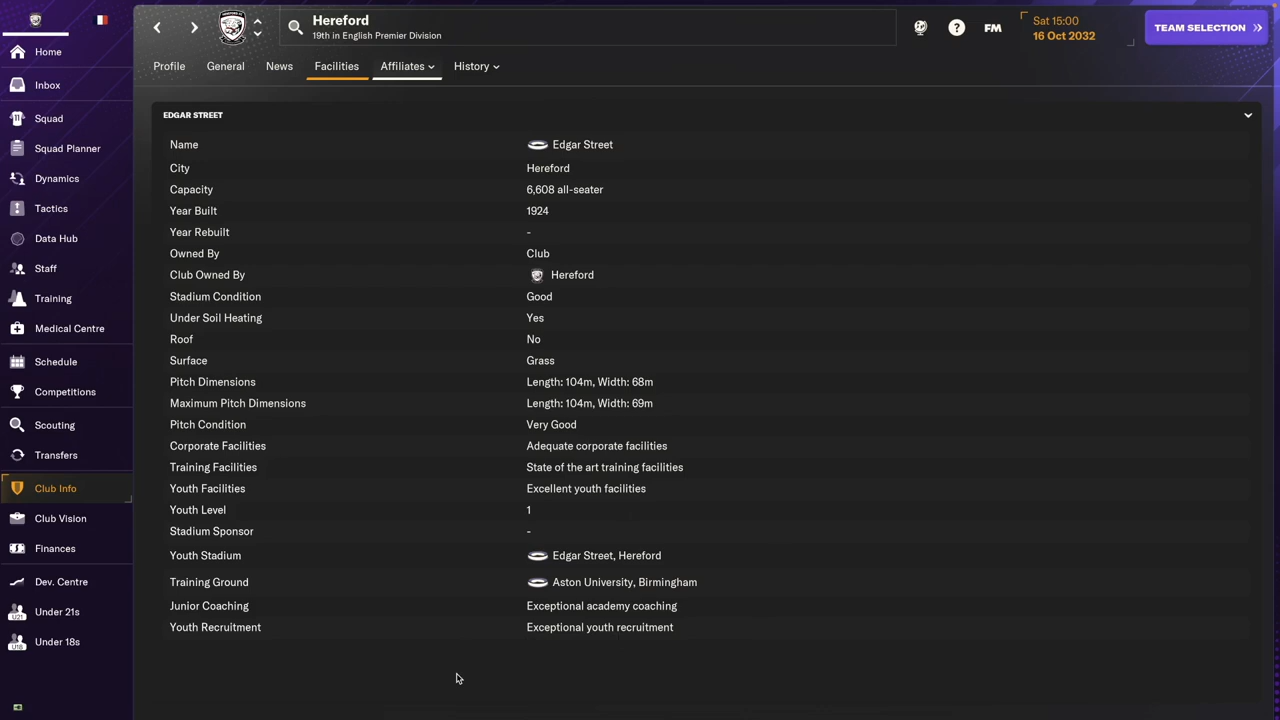 Hereford
19th in English Premier Division
FM
Sat 15:00
16 Oct 2032
TEAM SELECTION
Home
Inbox
Squad
Squad Planner
Dynamics
Tactics
Data Hub
Staff
Training
Medical Centre
Schedule
Competitions
Scouting
Transfers
Club Info
Club Vision
Finances
Dev. Centre
Under 21s
Under 18s
Profile General News Facilities Affiliates History
EDGAR STREET
Name Edgar Street
City Hereford
Capacity 6,608 all-seater
Year Built 1924
Year Rebuilt -
Owned By Club
Club Owned By Hereford
Stadium Condition Good
Under Soil Heating Yes
Roof No
Surface Grass
Pitch Dimensions Length: 104m, Width: 68m
Maximum Pitch Dimensions Length: 104m, Width: 69m
Pitch Condition Very Good
Corporate Facilities Adequate corporate facilities
Training Facilities State of the art training facilities
Youth Facilities Excellent youth facilities
Youth Level 1
Stadium Sponsor -
Youth Stadium Edgar Street, Hereford
Training Ground Aston University, Birmingham
Junior Coaching Exceptional academy coaching
Youth Recruitment Exceptional youth recruitment